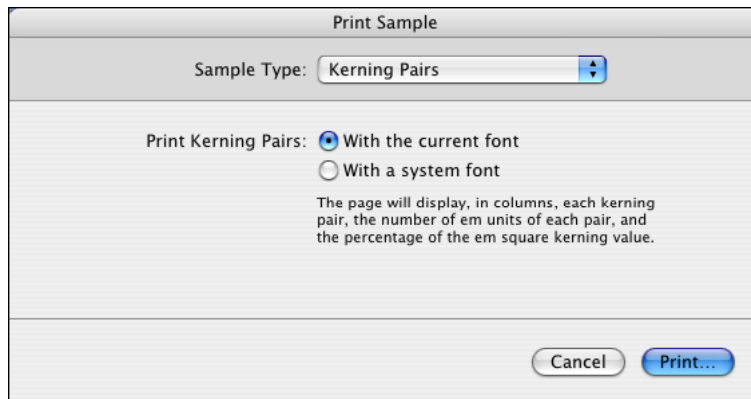 Print Sample
Sample Type: Kerning Pairs
Print Kerning Pairs: With the current font
With a system font
The page will display, in columns, each kerning
pair, the number of em units of each pair, and
the percentage of the em square kerning value.
Cancel Print...